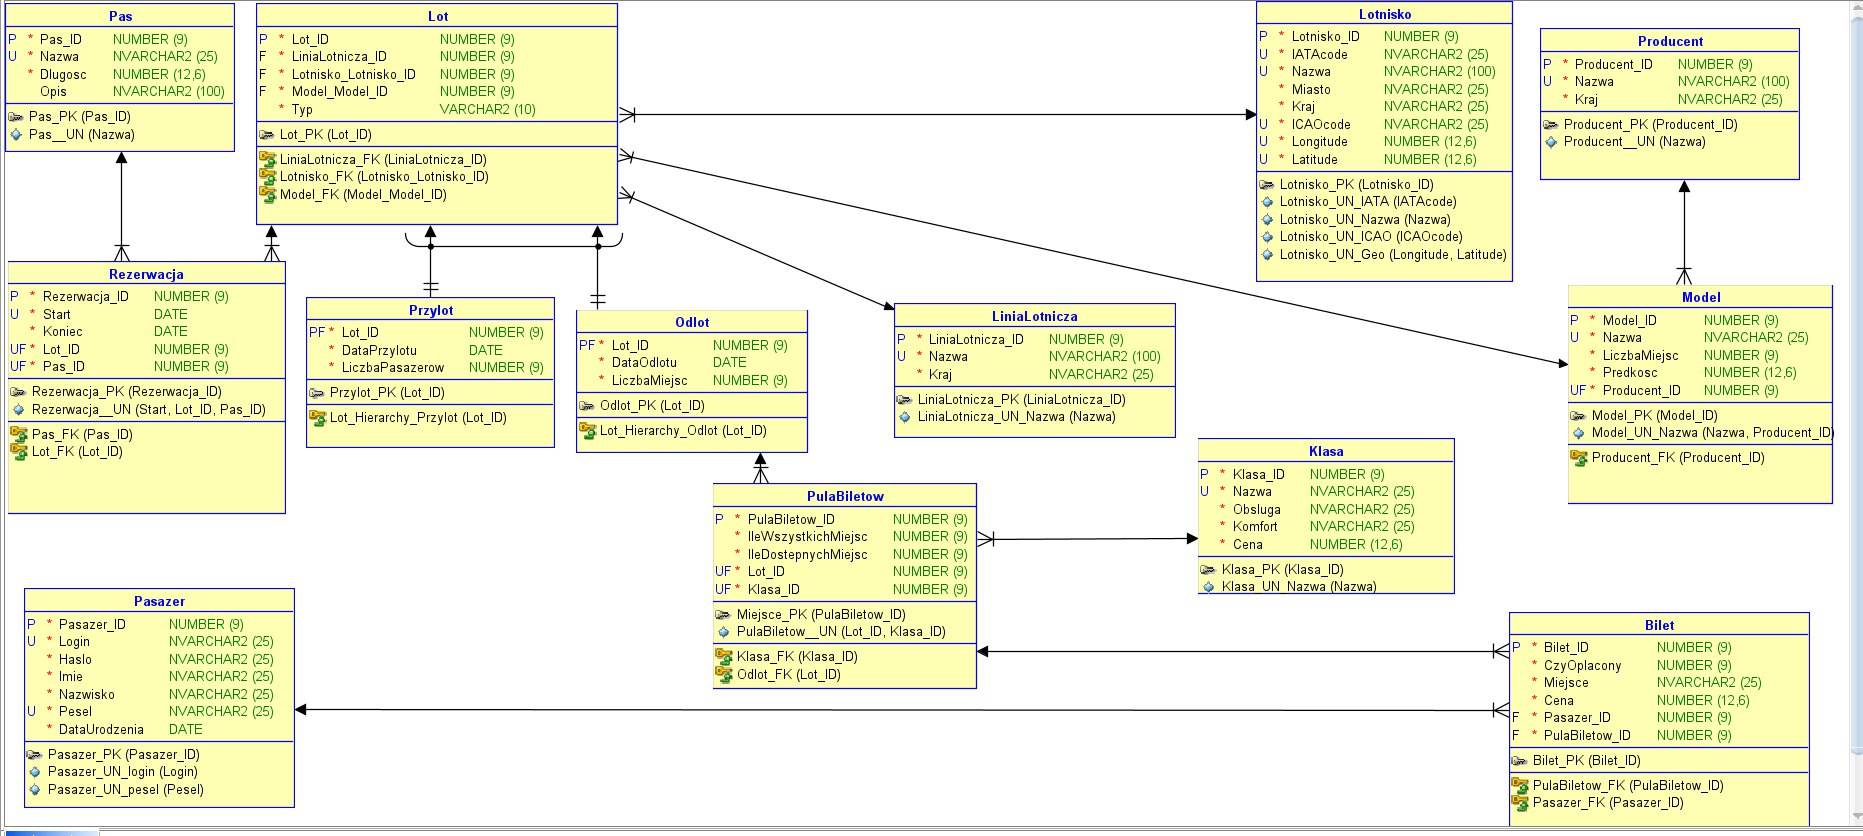 Pas
P * Pas_ID NUMBER (9)
U * Nazwa NVARCHAR2 (25)
* Dlugosc NUMBER (12,6)
Opis NVARCHAR2 (100)
Pas_PK (Pas_ID)
Pas__UN (Nazwa)
Lot
P * Lot_ID NUMBER (9)
F * LiniaLotnicza_ID NUMBER (9)
F * Lotnisko_Lotnisko_ID NUMBER (9)
F * Model_Model_ID NUMBER (9)
* Typ VARCHAR2 (10)
Lot_PK (Lot_ID)
LiniaLotnicza_FK (LiniaLotnicza_ID)
Lotnisko_FK (Lotnisko_Lotnisko_ID)
Model_FK (Model_Model_ID)
Lotnisko
P * Lotnisko_ID NUMBER (9)
U * IATAcode NVARCHAR2 (25)
U * Nazwa NVARCHAR2 (100)
* Miasto NVARCHAR2 (25)
* Kraj NVARCHAR2 (25)
U * ICAOcode NVARCHAR2 (25)
U * Longitude NUMBER (12,6)
U * Latitude NUMBER (12,6)
Lotnisko_PK (Lotnisko_ID)
Lotnisko_UN_IATA (IATAcode)
Lotnisko_UN_Nazwa (Nazwa)
Lotnisko_UN_ICAO (ICAOcode)
Lotnisko_UN_Geo (Longitude, Latitude)
Producent
P * Producent_ID NUMBER (9)
U * Nazwa NVARCHAR2 (100)
* Kraj NVARCHAR2 (25)
Producent_PK (Producent_ID)
Producent__UN (Nazwa)
Rezerwacja
P * Rezerwacja_ID NUMBER (9)
U * Start DATE
* Koniec DATE
UF * Lot_ID NUMBER (9)
UF * Pas_ID NUMBER (9)
Rezerwacja_PK (Rezerwacja_ID)
Rezerwacja__UN (Start, Lot_ID, Pas_ID)
Pas_FK (Pas_ID)
Lot_FK (Lot_ID)
Przylot
PF * Lot_ID NUMBER (9)
* DataPrzylotu DATE
* LiczbaPasazerow NUMBER (9)
Przylot_PK (Lot_ID)
Lot_Hierarchy_Przylot (Lot_ID)
Odlot
PF * Lot_ID NUMBER (9)
* DataOdlotu DATE
* LiczbaMiejsc NUMBER (9)
Odlot_PK (Lot_ID)
Lot_Hierarchy_Odlot (Lot_ID)
LiniaLotnicza
P * LiniaLotnicza_ID NUMBER (9)
U * Nazwa NVARCHAR2 (100)
* Kraj NVARCHAR2 (25)
LiniaLotnicza_PK (LiniaLotnicza_ID)
LiniaLotnicza_UN_Nazwa (Nazwa)
Model
P * Model_ID NUMBER (9)
U * Nazwa NVARCHAR2 (25)
* LiczbaMiejsc NUMBER (9)
* Predkosc NUMBER (12,6)
UF * Producent_ID NUMBER (9)
Model_PK (Model_ID)
Model_UN_Nazwa (Nazwa, Producent_ID)
Producent_FK (Producent_ID)
Klasa
P * Klasa_ID NUMBER (9)
U * Nazwa NVARCHAR2 (25)
* Obsluga NVARCHAR2 (25)
* Komfort NVARCHAR2 (25)
* Cena NUMBER (12,6)
Klasa_PK (Klasa_ID)
Klasa_UN_Nazwa (Nazwa)
PulaBiletow
P * PulaBiletow_ID NUMBER (9)
* IleWszystkichMiejsc NUMBER (9)
* IleDostepnychMiejsc NUMBER (9)
UF * Lot_ID NUMBER (9)
UF * Klasa_ID NUMBER (9)
Miejsce_PK (PulaBiletow_ID)
PulaBiletow__UN (Lot_ID, Klasa_ID)
Klasa_FK (Klasa_ID)
Odlot_FK (Lot_ID)
Pasazer
P * Pasazer_ID NUMBER (9)
U * Login NVARCHAR2 (25)
* Haslo NVARCHAR2 (25)
* Imie NVARCHAR2 (25)
* Nazwisko NVARCHAR2 (25)
U * Pesel NVARCHAR2 (25)
* DataUrodzenia DATE
Pasazer_PK (Pasazer_ID)
Pasazer_UN_login (Login)
Pasazer_UN_pesel (Pesel)
Bilet
P * Bilet_ID NUMBER (9)
* CzyOplacony NUMBER (9)
* Miejsce NVARCHAR2 (25)
* Cena NUMBER (12,6)
F * Pasazer_ID NUMBER (9)
F * PulaBiletow_ID NUMBER (9)
Bilet_PK (Bilet_ID)
PulaBiletow_FK (PulaBiletow_ID)
Pasazer_FK (Pasazer_ID)